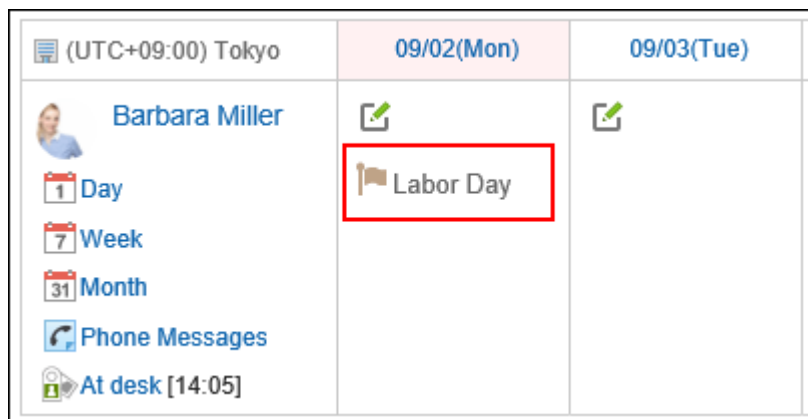 (UTC+09:00) Tokyo 09/02(Mon) 09/03(Tue)
Barbara Miller
Labor Day
1 Day
7 Week
31 Month
Phone Messages
At desk [14:05]